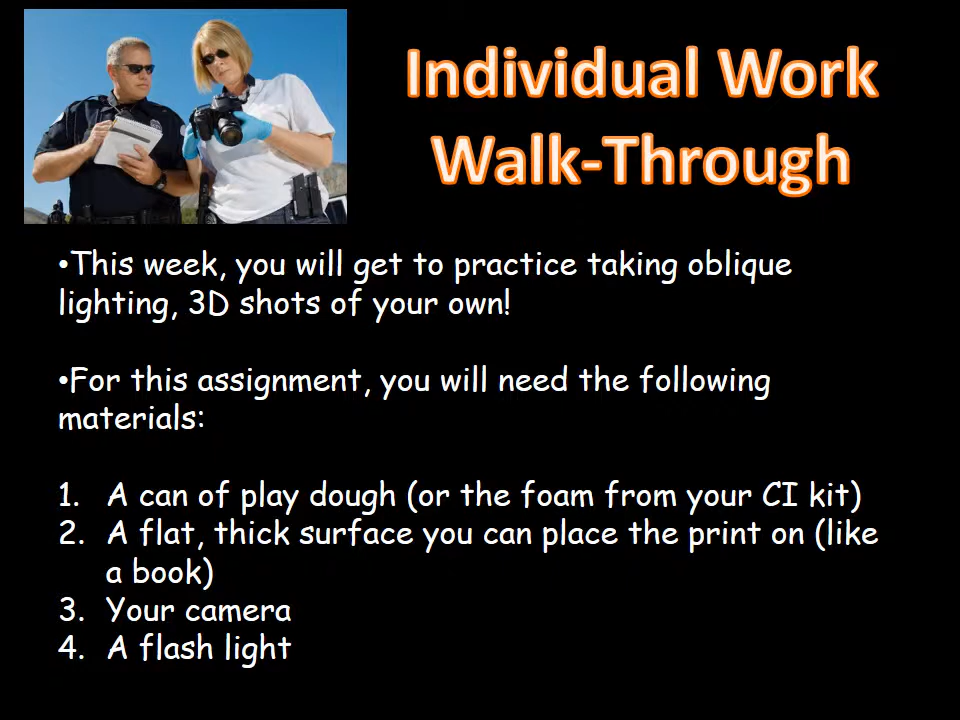 Individual Work
Walk-Through
•This week, you will get to practice taking oblique
lighting, 3D shots of your own!
•For this assignment, you will need the following
materials:
1. A can of play dough (or the foam from your CI kit)
2. A flat, thick surface you can place the print on (like
a book)
3. Your camera
4. A flash light